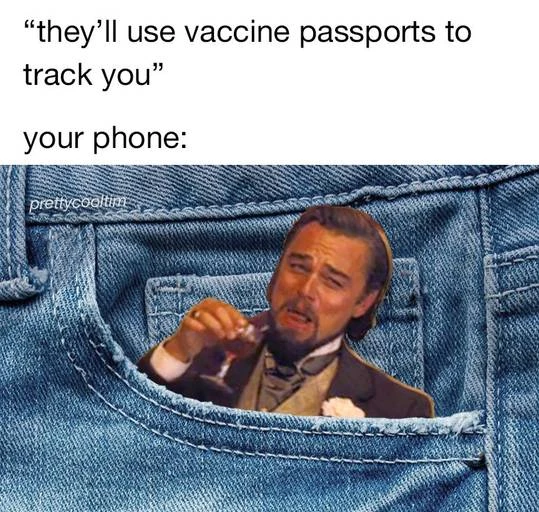 “they’ll use vaccine passports to
track you”
your phone:
prettycooltim